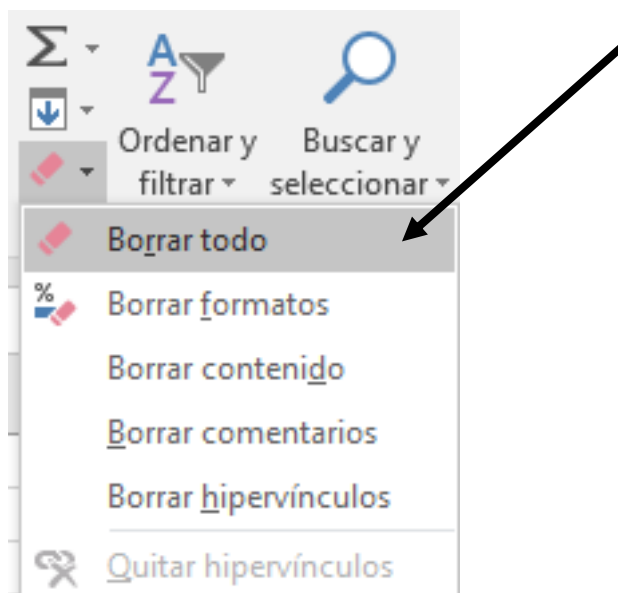 Σ
A
Z
Ordenar y
filtrar
Buscar y
seleccionar
Borrar todo
%
Borrar formatos
Borrar contenido
Borrar comentarios
Borrar hipervínculos
Quitar hipervínculos